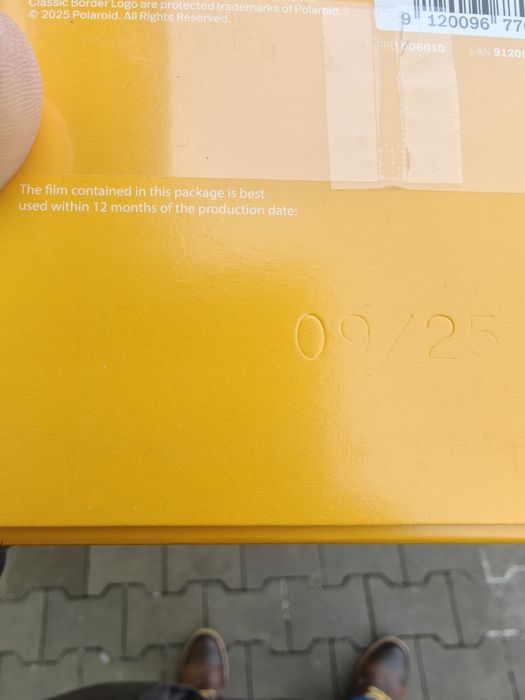 Classic Border Logo are protected trademarks of Polaroid.
© 2025 Polaroid. All Rights Reserved.
9 120096 77
PRD 006010 EAN 9120
The film contained in this package is best
used within 12 months of the production date:
09/25